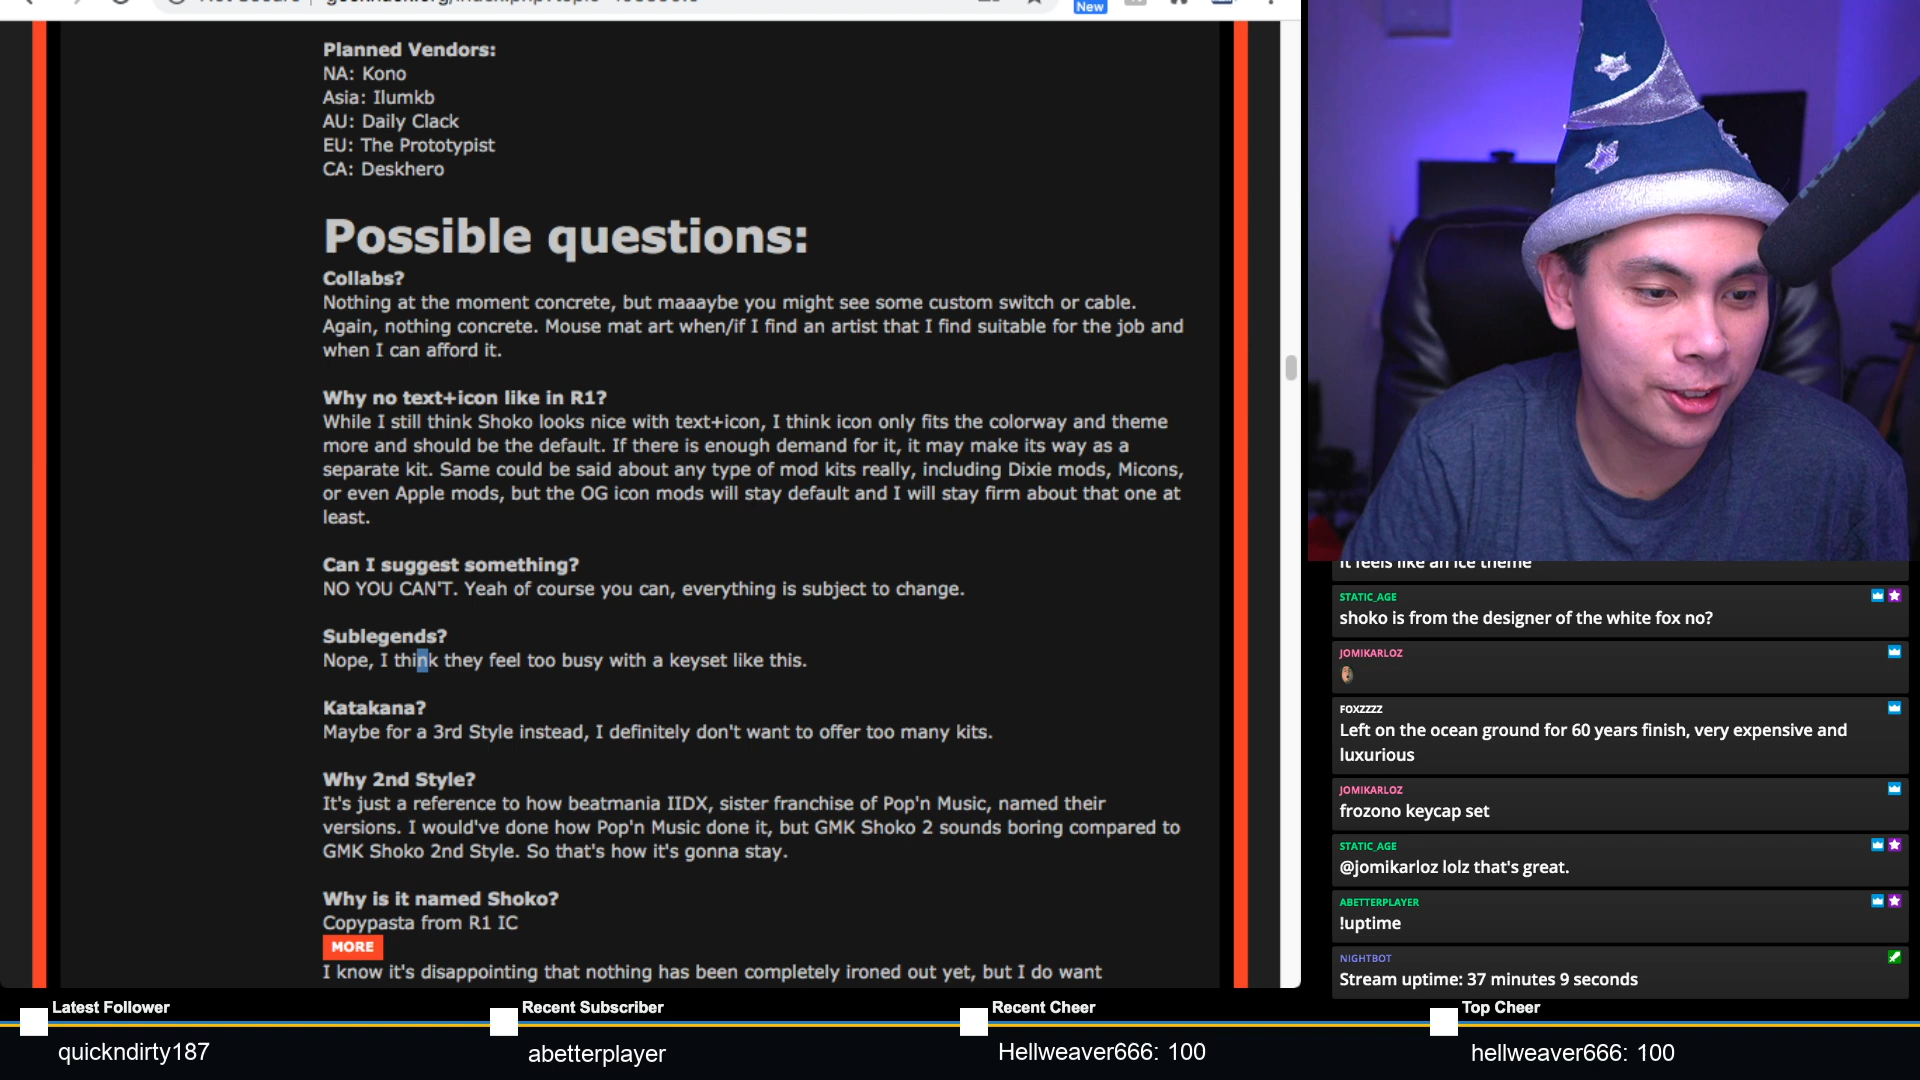 New
Planned Vendors:
NA: Kono
Asia: Ilumkb
AU: Daily Clack
EU: The Prototypist
CA: Deskhero
Possible questions:
Collabs?
Nothing at the moment concrete, but maaaybe you might see some custom switch or cable.
Again, nothing concrete. Mouse mat art when/if I find an artist that I find suitable for the job and
when I can afford it.
Why no text+icon like in R1?
While I still think Shoko looks nice with text+icon, I think icon only fits the colorway and theme
more and should be the default. If there is enough demand for it, it may make its way as a
separate kit. Same could be said about any type of mod kits really, including Dixie mods, Micons,
or even Apple mods, but the OG icon mods will stay default and I will stay firm about that one at
least.
Can I suggest something?
NO YOU CAN'T. Yeah of course you can, everything is subject to change.
Sublegends?
Nope, I think they feel too busy with a keyset like this.
Katakana?
Maybe for a 3rd Style instead, I definitely don't want to offer too many kits.
Why 2nd Style?
It's just a reference to how beatmania IIDX, sister franchise of Pop'n Music, named their
versions. I would've done how Pop'n Music done it, but GMK Shoko 2 sounds boring compared to
GMK Shoko 2nd Style. So that's how it's gonna stay.
Why is it named Shoko?
Copypasta from R1 IC
MORE
I know it's disappointing that nothing has been completely ironed out yet, but I do want
it feels like an ice theme
STATIC_AGE
shoko is from the designer of the white fox no?
JOMIKARLOZ
FOXZZZZ
Left on the ocean ground for 60 years finish, very expensive and
luxurious
JOMIKARLOZ
frozono keycap set
STATIC_AGE
@jomikarloz lolz that's great.
ABETTERPLAYER
!uptime
NIGHTBOT
Stream uptime: 37 minutes 9 seconds
Latest Follower
quickndirty187
Recent Subscriber
abetterplayer
Recent Cheer
Hellweaver666: 100
Top Cheer
hellweaver666: 100